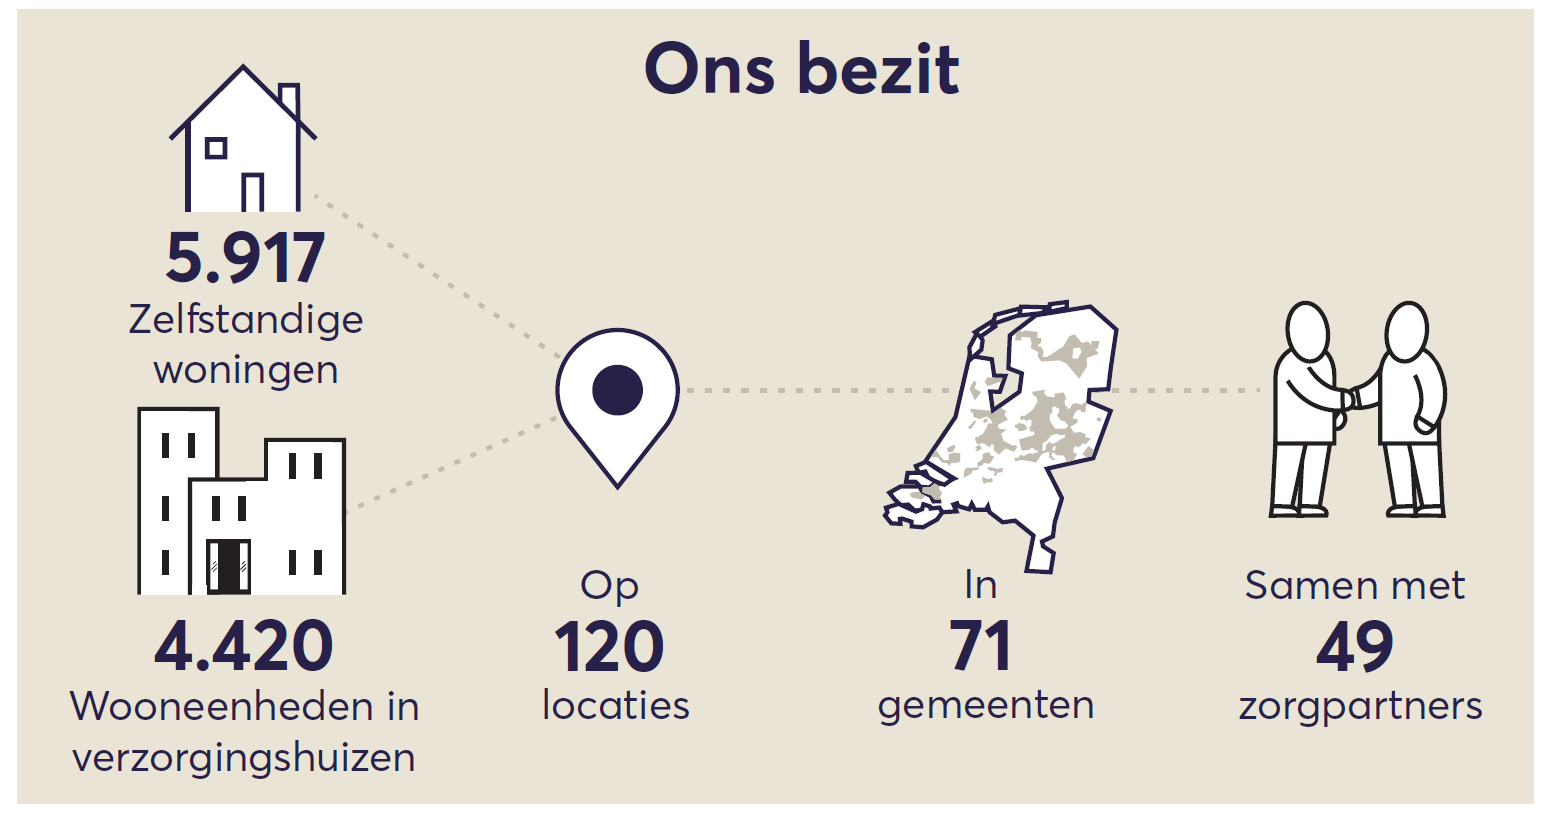 Ons bezit
5.917
Zelfstandige
woningen
4.420
Wooneenheden in
verzorgingshuizen
Op
120
locaties
In
71
gemeenten
Samen met
49
zorgpartners